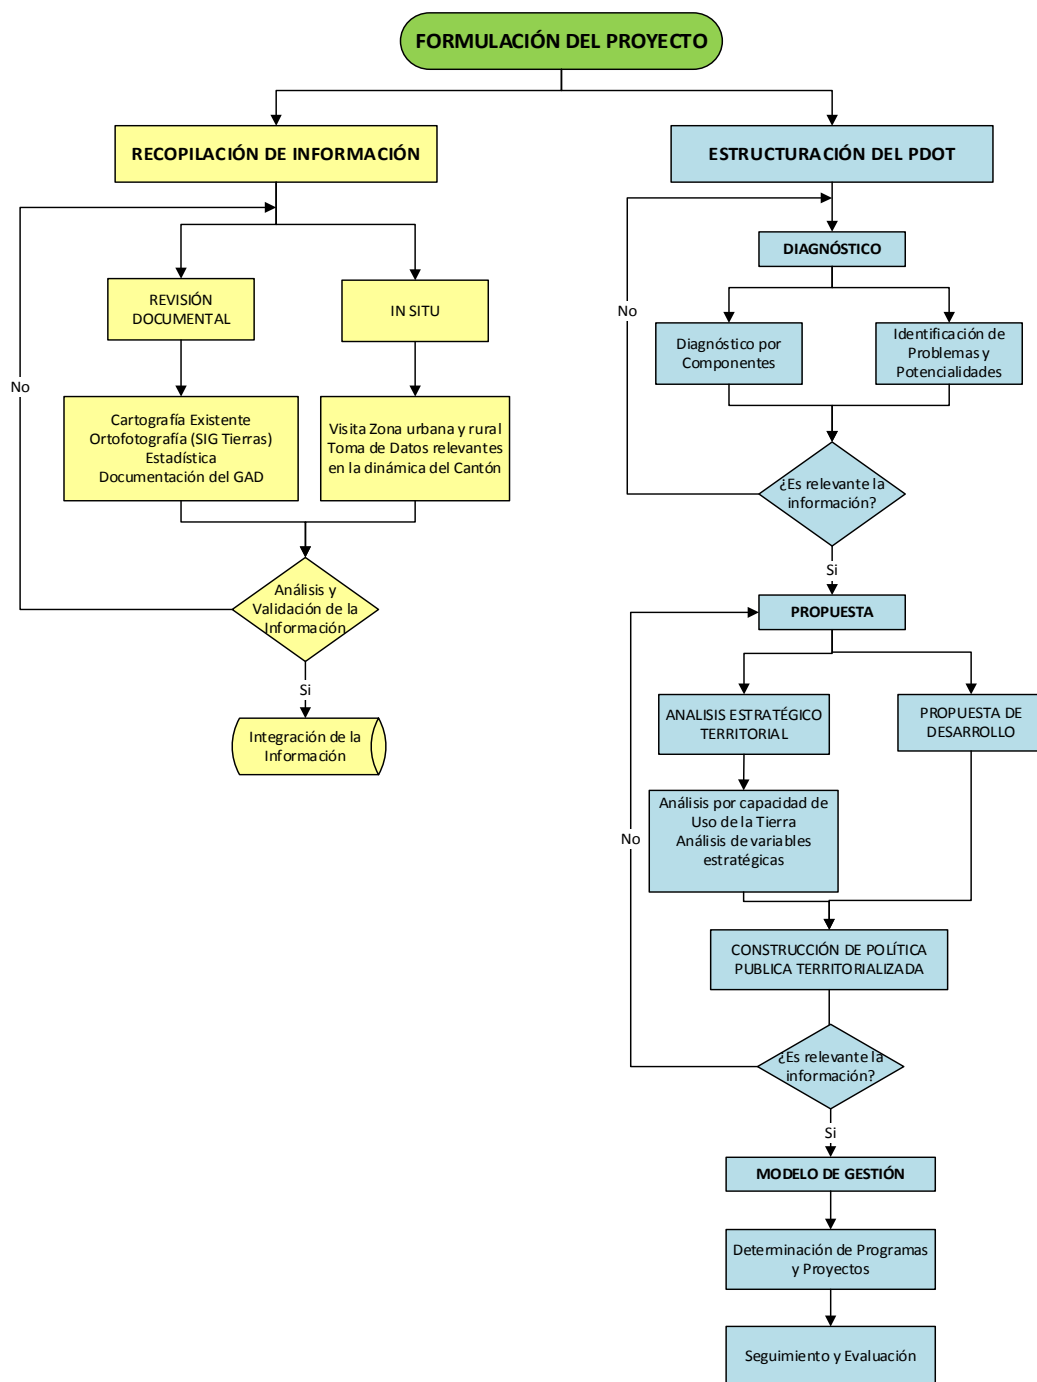 FORMULACIÓN DEL PROYECTO
RECOPILACIÓN DE INFORMACIÓN
REVISIÓN
DOCUMENTAL
IN SITU
No
Cartografía Existente
Ortofotografía (SIG Tierras)
Estadística
Documentación del GAD
Visita Zona urbana y rural
Toma de Datos relevantes
en la dinámica del Cantón
Análisis y
Validación de la
Información
Si
Integración de la
Información
ESTRUCTURACIÓN DEL PDOT
DIAGNÓSTICO
No
Diagnóstico por
Componentes
Identificación de
Problemas y
Potencialidades
¿Es relevante la
información?
Si
PROPUESTA
ANALISIS ESTRATÉGICO
TERRITORIAL
PROPUESTA DE
DESARROLLO
Análisis por capacidad de
Uso de la Tierra
Análisis de variables
estratégicas
No
CONSTRUCCIÓN DE POLÍTICA
PUBLICA TERRITORIALIZADA
¿Es relevante la
información?
Si
MODELO DE GESTIÓN
Determinación de Programas
y Proyectos
Seguimiento y Evaluación